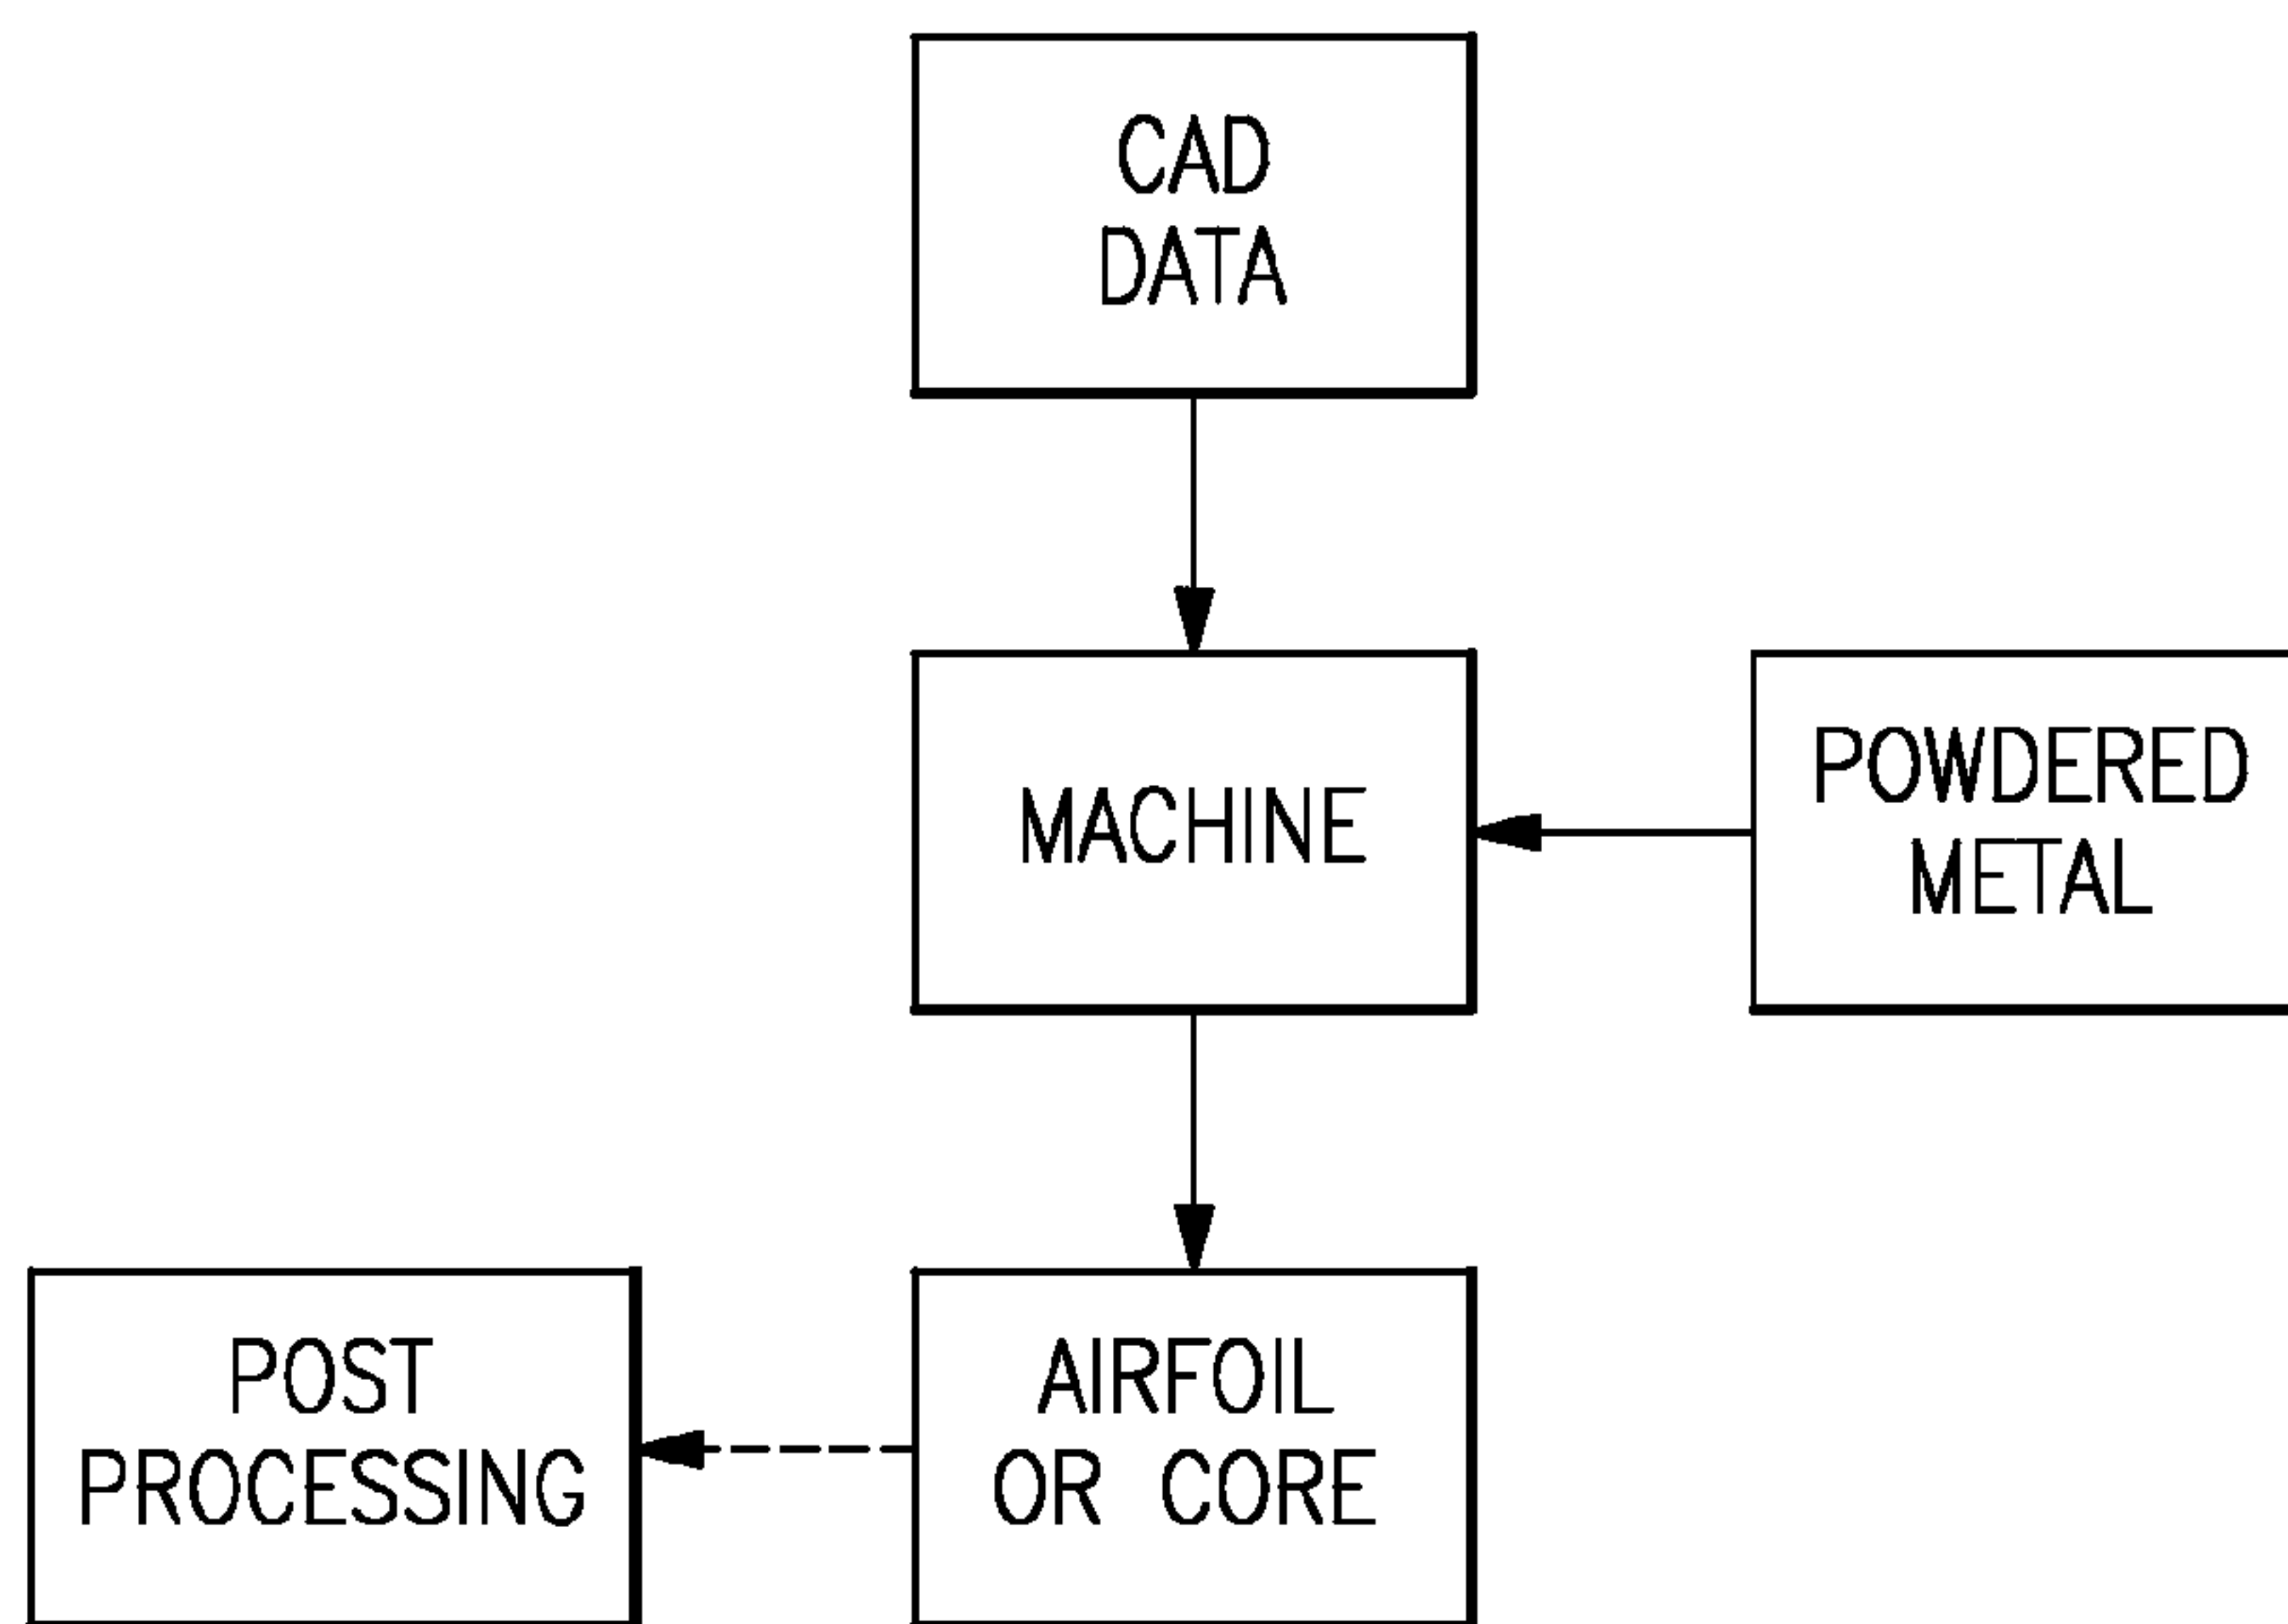 CAD
DATA
MACHINE
POWDERED
METAL
POST
PROCESSING
AIRFOIL
OR CORE